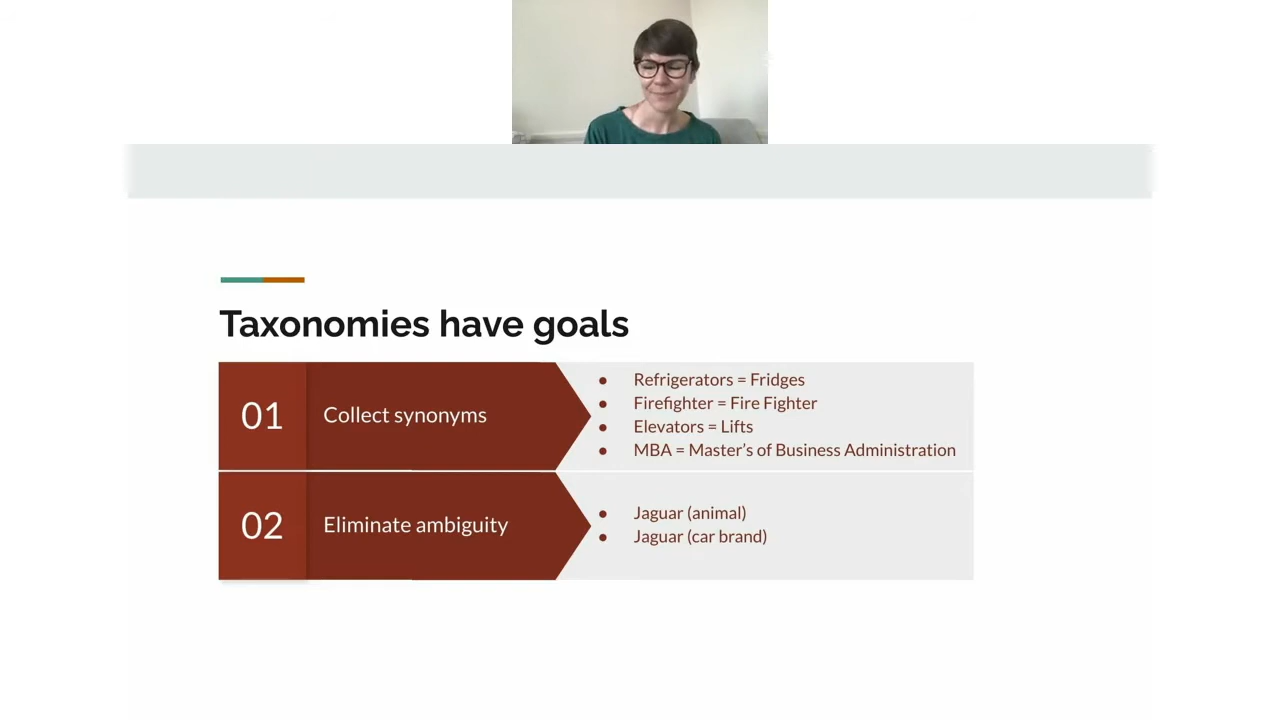 Taxonomies have goals
01
Collect synonyms
● Refrigerators = Fridges
● Firefighter = Fire Fighter
● Elevators = Lifts
● MBA = Master's of Business Administration
02
Eliminate ambiguity
● Jaguar (animal)
● Jaguar (car brand)